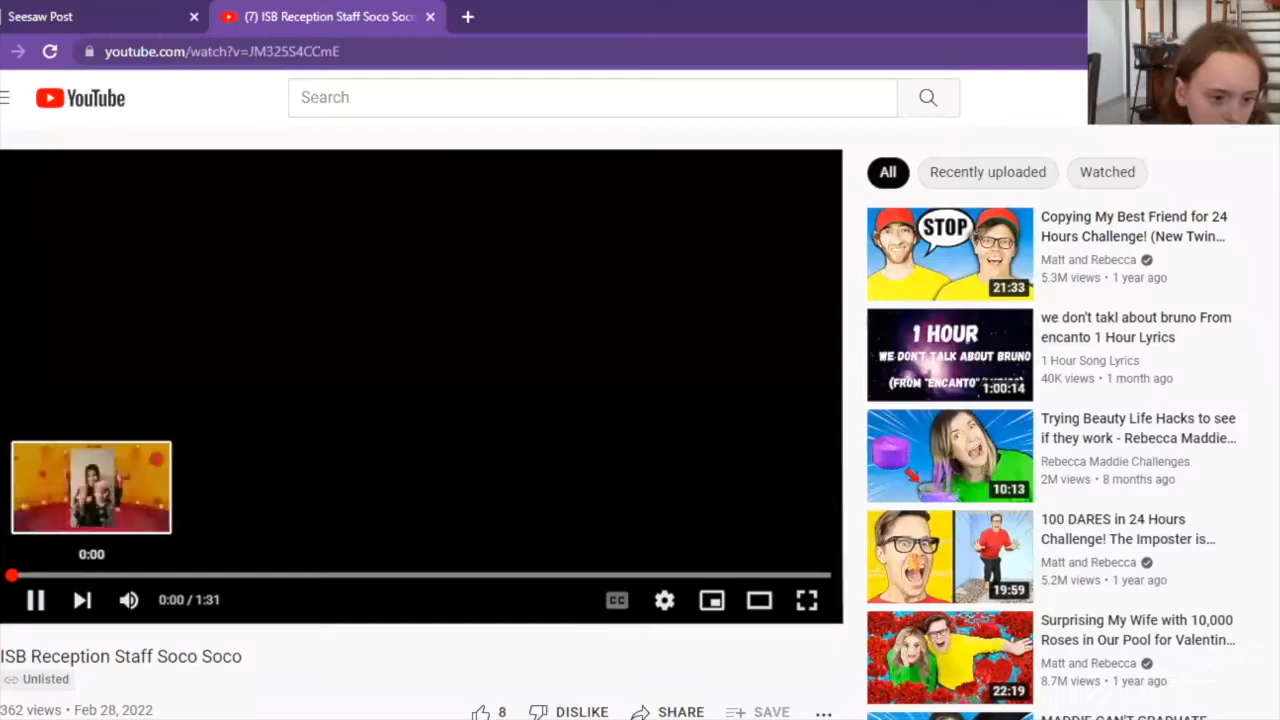 Seesaw Post
(7) ISB Reception Staff Soco Soc
youtube.com/watch?v=JM325S4CCmE
YouTube
Search
All
Recently uploaded
Watched
STOP
21:33
Copying My Best Friend for 24
Hours Challenge! (New Twin...
Matt and Rebecca
5.3M views • 1 year ago
1 HOUR
WE DON'T TALK ABOUT BRUNO
(FROM "ENCANTO"
1:00:14
we don't takl about bruno From
encanto 1 Hour Lyrics
1 Hour Song Lyrics
40K views • 1 month ago
10:13
Trying Beauty Life Hacks to see
if they work - Rebecca Maddie...
Rebecca Maddie Challenges
2M views • 8 months ago
19:59
100 DARES in 24 Hours
Challenge! The Imposter is...
Matt and Rebecca
5.2M views • 1 year ago
22:19
Surprising My Wife with 10,000
Roses in Our Pool for Valentin...
Matt and Rebecca
8.7M views • 1 year ago
MADDIE CAN'T GRADUATE
0:00
0:00 / 1:31
CC
ISB Reception Staff Soco Soco
Unlisted
362 views • Feb 28, 2022
8
DISLIKE
SHARE
SAVE